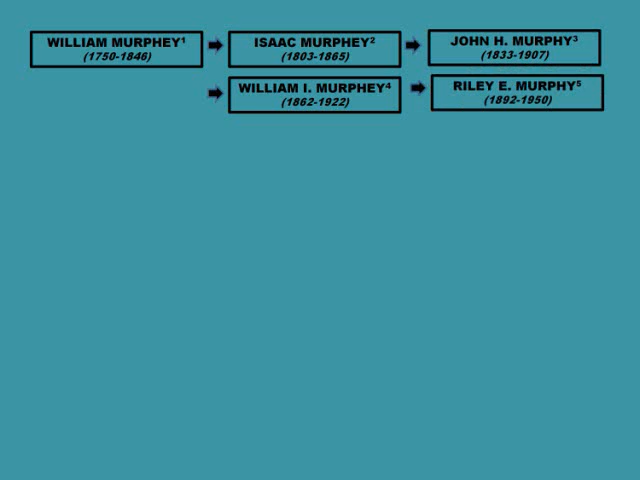 WILLIAM MURPHEY¹
(1750-1846)
ISAAC MURPHEY²
(1803-1865)
JOHN H. MURPHY³
(1833-1907)
WILLIAM I. MURPHEY⁴
(1862-1922)
RILEY E. MURPHY⁵
(1892-1950)